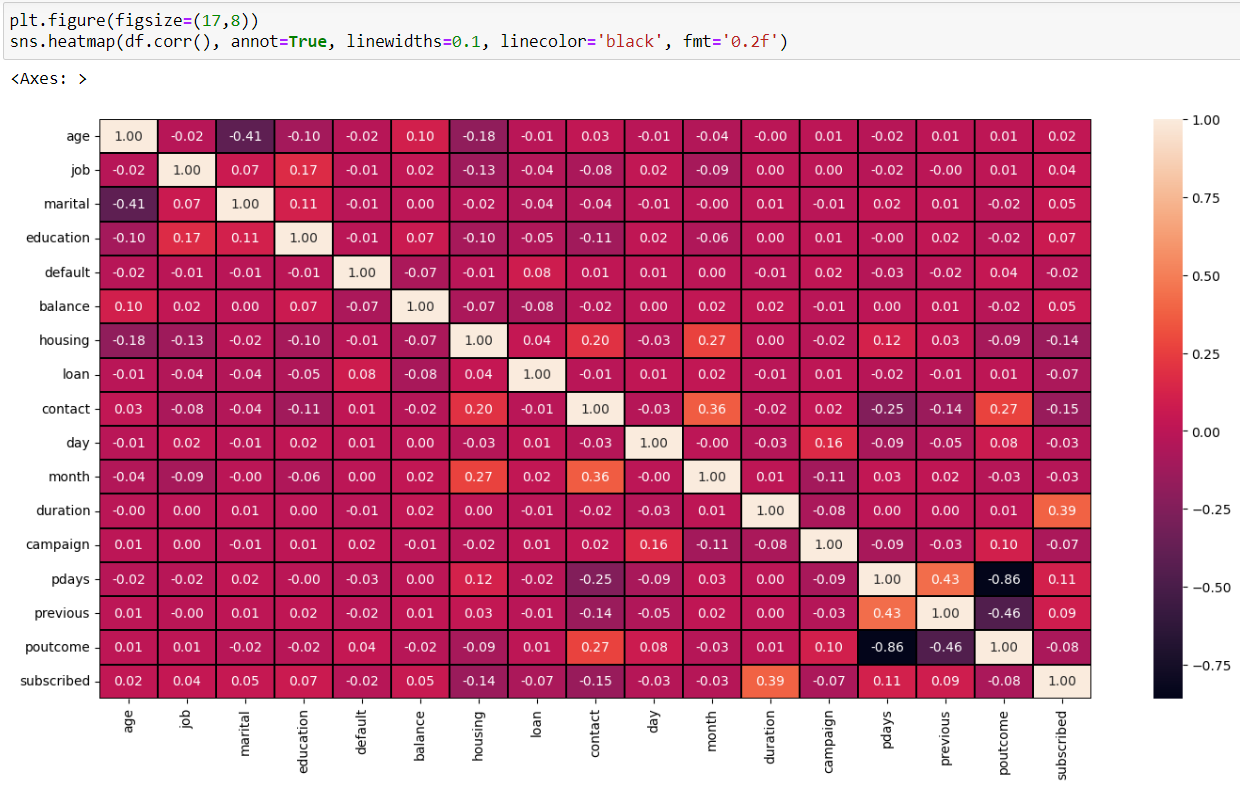 plt.figure(figsize=(17,8))
sns.heatmap(df.corr(), annot=True, linewidths=0.1, linecolor='black', fmt='0.2f')
<Axes: >
age 1.00 -0.02 -0.41 -0.10 -0.02 0.10 -0.18 -0.01 0.03 -0.01 -0.04 -0.00 0.01 -0.02 0.01 0.01 0.02
job -0.02 1.00 0.07 0.17 -0.01 0.02 -0.13 -0.04 -0.08 0.02 -0.09 0.00 0.00 -0.02 -0.00 0.01 0.04
marital -0.41 0.07 1.00 0.11 -0.01 0.00 -0.02 -0.04 -0.04 -0.01 -0.00 0.01 -0.01 0.02 0.01 -0.02 0.05
education -0.10 0.17 0.11 1.00 -0.01 0.07 -0.10 -0.05 -0.11 0.02 -0.06 0.00 0.01 -0.00 0.02 -0.02 0.07
default -0.02 -0.01 -0.01 -0.01 1.00 -0.07 -0.01 0.08 0.01 0.01 0.00 -0.01 0.02 -0.03 -0.02 0.04 -0.02
balance 0.10 0.02 0.00 0.07 -0.07 1.00 -0.07 -0.08 -0.02 0.00 0.02 0.02 -0.01 0.00 0.01 -0.02 0.05
housing -0.18 -0.13 -0.02 -0.10 -0.01 -0.07 1.00 0.04 0.20 -0.03 0.27 0.00 -0.02 0.12 0.03 -0.09 -0.14
loan -0.01 -0.04 -0.04 -0.05 0.08 -0.08 0.04 1.00 -0.01 0.01 0.02 -0.01 0.01 -0.02 -0.01 0.01 -0.07
contact 0.03 -0.08 -0.04 -0.11 0.01 -0.02 0.20 -0.01 1.00 -0.03 0.36 -0.02 0.02 -0.25 -0.14 0.27 -0.15
day -0.01 0.02 -0.01 0.02 0.01 0.00 -0.03 0.01 -0.03 1.00 -0.00 -0.03 0.16 -0.09 -0.05 0.08 -0.03
month -0.04 -0.09 -0.00 -0.06 0.00 0.02 0.27 0.02 0.36 -0.00 1.00 0.01 -0.11 0.03 0.02 -0.03 -0.03
duration -0.00 0.00 0.01 0.00 -0.01 0.02 0.00 -0.01 -0.02 -0.03 0.01 1.00 -0.08 0.00 0.00 0.01 0.39
campaign 0.01 0.00 -0.01 0.01 0.02 -0.01 -0.02 0.01 0.02 0.16 -0.11 -0.08 1.00 -0.09 -0.03 0.10 -0.07
pdays -0.02 -0.02 0.02 -0.00 -0.03 0.00 0.12 -0.02 -0.25 -0.09 0.03 0.00 -0.09 1.00 0.43 -0.86 0.11
previous 0.01 -0.00 0.01 0.02 -0.02 0.01 0.03 -0.01 -0.14 -0.05 0.02 0.00 -0.03 0.43 1.00 -0.46 0.09
poutcome 0.01 0.01 -0.02 -0.02 0.04 -0.02 -0.09 0.01 0.27 0.08 -0.03 0.01 0.10 -0.86 -0.46 1.00 -0.08
subscribed 0.02 0.04 0.05 0.07 -0.02 0.05 -0.14 -0.07 -0.15 -0.03 -0.03 0.39 -0.07 0.11 0.09 -0.08 1.00
age job marital education default balance housing loan contact day month duration campaign pdays previous poutcome subscribed
1.00
0.75
0.50
0.25
0.00
−0.25
−0.50
−0.75